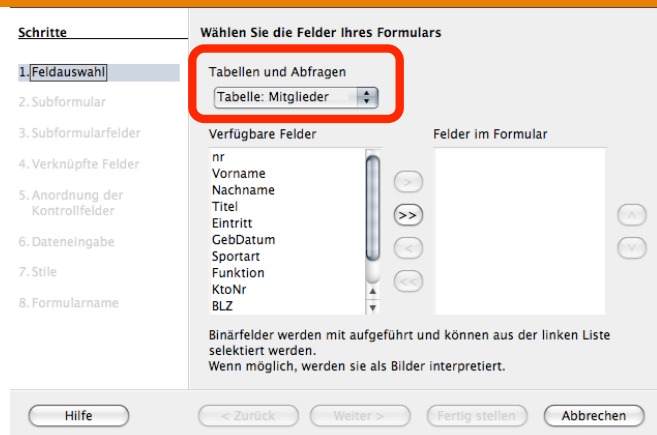 Schritte
1. Feldauswahl
2. Subformular
3. Subformularfelder
4. Verknüpfte Felder
5. Anordnung der
Kontrollfelder
6. Dateneingabe
7. Stile
8. Formularname
Wählen Sie die Felder Ihres Formulars
Tabellen und Abfragen
Tabelle: Mitglieder
Verfügbare Felder
nr
Vorname
Nachname
Titel
Eintritt
GebDatum
Sportart
Funktion
KtoNr
BLZ
>
>>
<
<<
Felder im Formular
Binärfelder werden mit aufgeführt und können aus der linken Liste
selektiert werden.
Wenn möglich, werden sie als Bilder interpretiert.
Hilfe
< Zurück
Weiter >
Fertig stellen
Abbrechen